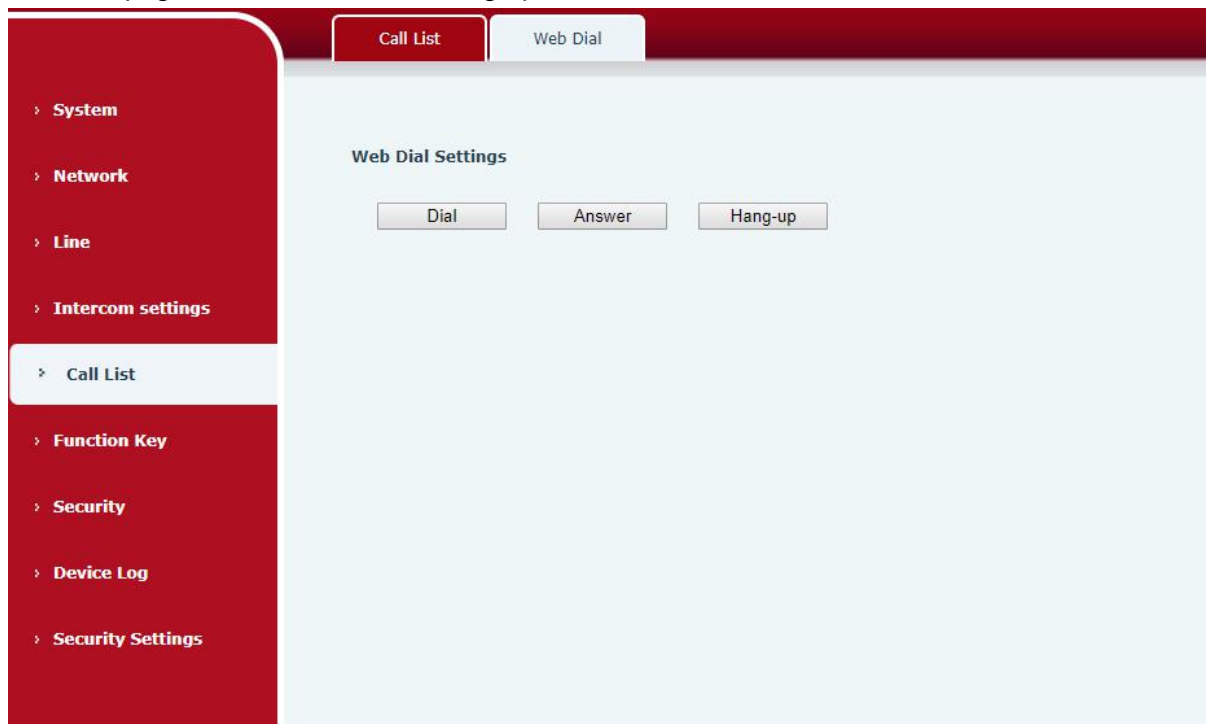 Call List
Web Dial
System
Network
Line
Intercom settings
Call List
Function Key
Security
Device Log
Security Settings
Web Dial Settings
Dial
Answer
Hang-up